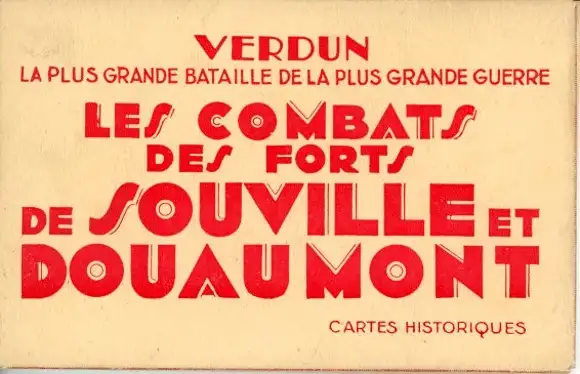 VERDUN
LA PLUS GRANDE BATAILLE DE LA PLUS GRANDE GUERRE
LES COMBATS
DES FORTS
DE SOUVILLE ET
DOUAUMONT
CARTES HISTORIQUES